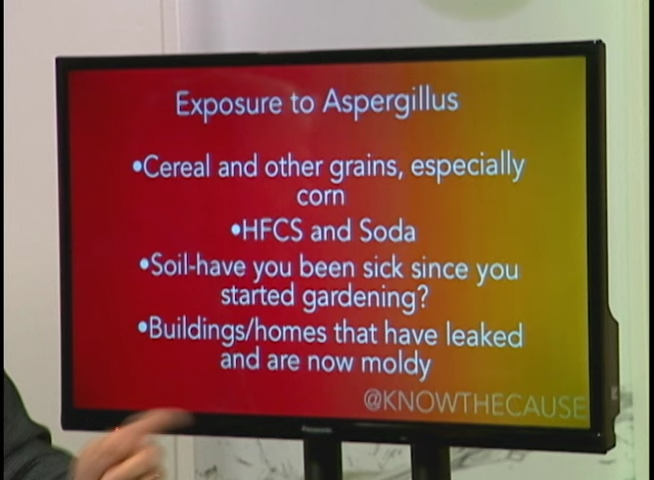 Exposure to Aspergillus
•Cereal and other grains, especially
corn
•HFCS and Soda
•Soil-have you been sick since you
started gardening?
•Buildings/homes that have leaked
and are now moldy
@KNOWTHECAUSE
Panasonic